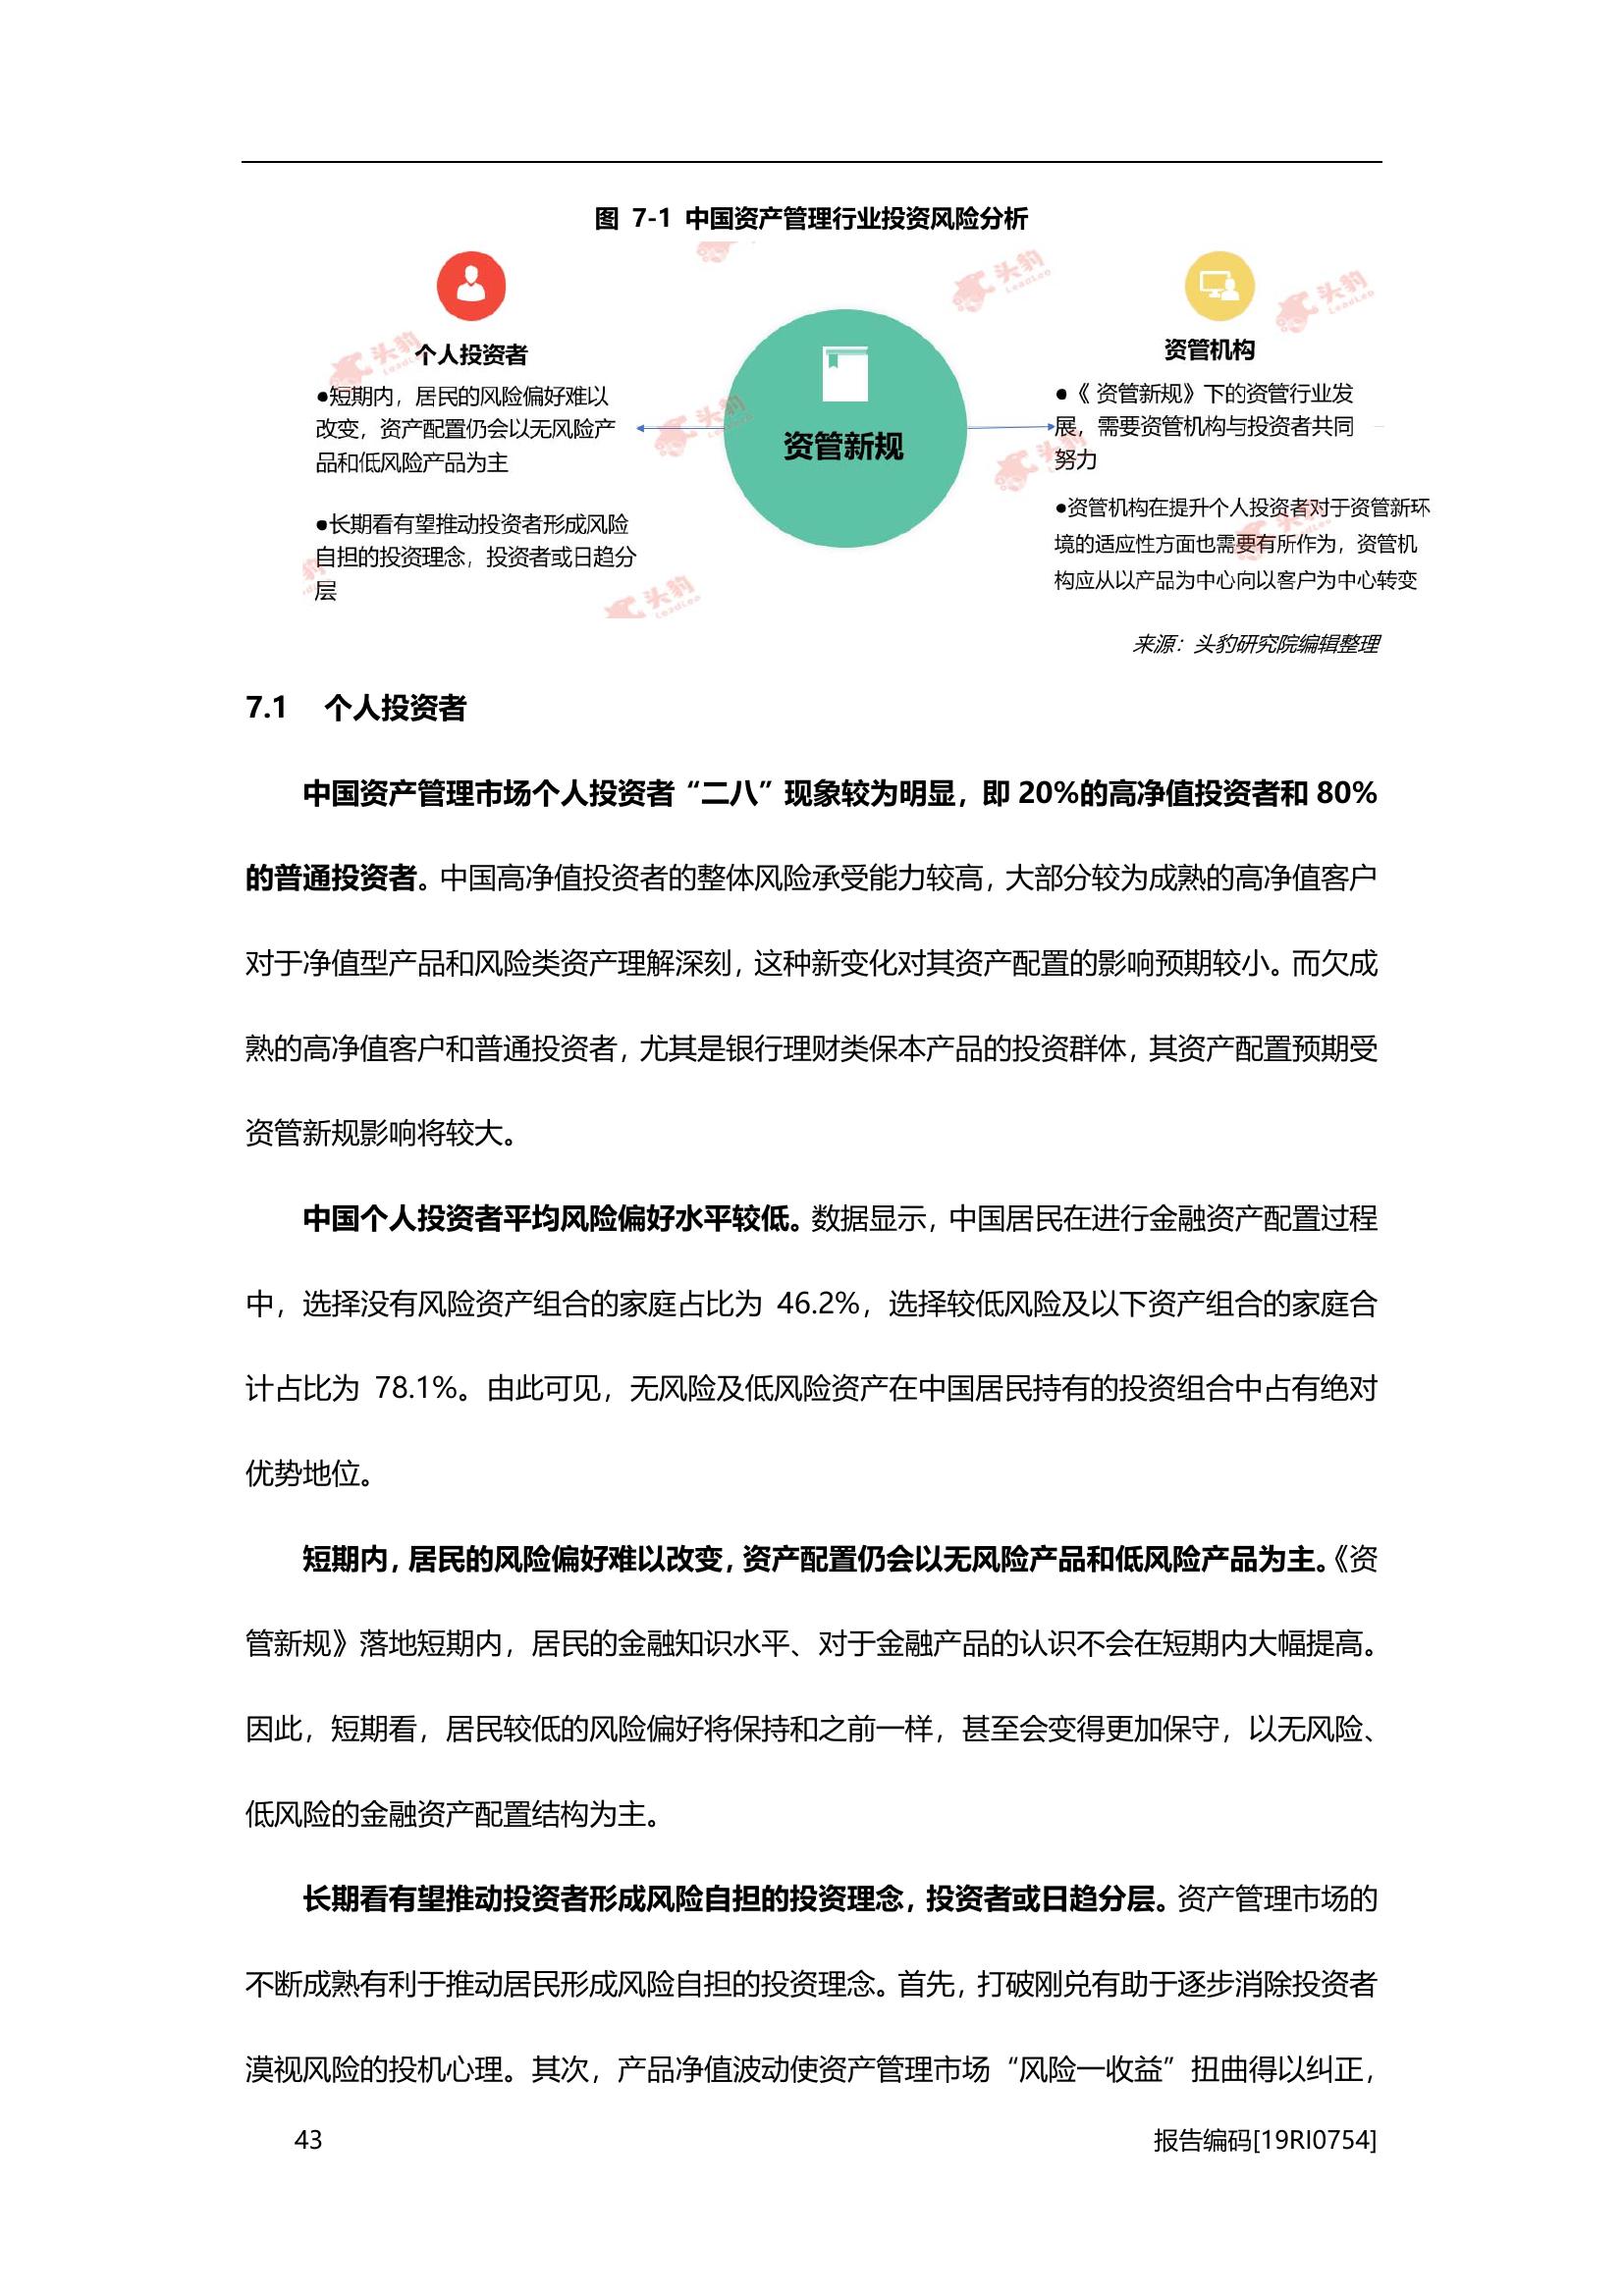 图 7-1 中国资产管理行业投资风险分析
个人投资者
●短期内，居民的风险偏好难以
改变，资产配置仍会以无风险产
品和低风险产品为主
●长期看有望推动投资者形成风险
自担的投资理念，投资者或日趋分
层
资管新规
资管机构
●《 资管新规》下的资管行业发
展，需要资管机构与投资者共同
努力
●资管机构在提升个人投资者对于资管新环
境的适应性方面也需要有所作为，资管机
构应从以产品为中心向以客户为中心转变
头豹
LeadLeo
来源：头豹研究院编辑整理
7.1 个人投资者
中国资产管理市场个人投资者“二八”现象较为明显，即 20%的高净值投资者和 80%
的普通投资者。中国高净值投资者的整体风险承受能力较高，大部分较为成熟的高净值客户
对于净值型产品和风险类资产理解深刻，这种新变化对其资产配置的影响预期较小。而欠成
熟的高净值客户和普通投资者，尤其是银行理财类保本产品的投资群体，其资产配置预期受
资管新规影响将较大。
中国个人投资者平均风险偏好水平较低。数据显示，中国居民在进行金融资产配置过程
中，选择没有风险资产组合的家庭占比为 46.2%，选择较低风险及以下资产组合的家庭合
计占比为 78.1%。由此可见，无风险及低风险资产在中国居民持有的投资组合中占有绝对
优势地位。
短期内，居民的风险偏好难以改变，资产配置仍会以无风险产品和低风险产品为主。《资
管新规》落地短期内，居民的金融知识水平、对于金融产品的认识不会在短期内大幅提高。
因此，短期看，居民较低的风险偏好将保持和之前一样，甚至会变得更加保守，以无风险、
低风险的金融资产配置结构为主。
长期看有望推动投资者形成风险自担的投资理念，投资者或日趋分层。资产管理市场的
不断成熟有利于推动居民形成风险自担的投资理念。首先，打破刚兑有助于逐步消除投资者
漠视风险的投机心理。其次，产品净值波动使资产管理市场“风险一收益”扭曲得以纠正，
43
报告编码[19RI0754]